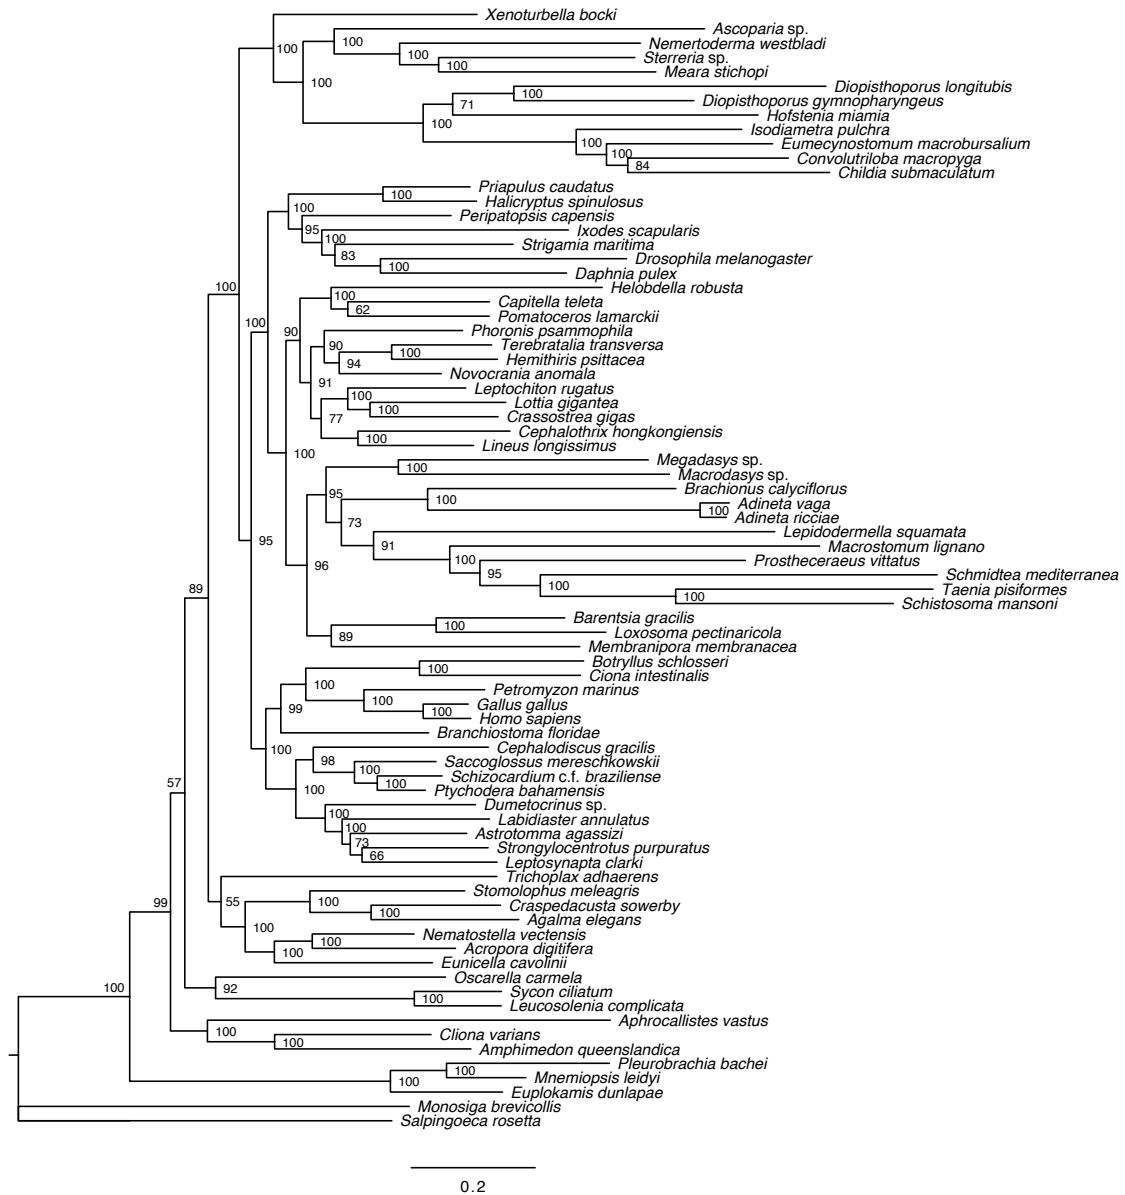 Xenoturbella bocki
Ascoparia sp.
100
100
Nemertoderma westbladi
100
Sterreria sp.
100
Meara stichopi
100
Diopisthoporus longitubis
100
Diopisthoporus gymnopharyngeus
71
Hofstenia miamia
100
Isodiametra pulchra
100
Eumecynostomum macrobursalium
100
Convolutriloba macropyga
84
Childia submaculatum
Priapulus caudatus
100
Halicryptus spinulosus
100
Peripatopsis capensis
95
Ixodes scapularis
100
Strigamia maritima
83
Drosophila melanogaster
100
Daphnia pulex
100
Helobdella robusta
100
Capitella teleta
62
Pomatoceros lamarckii
100
90
Phoronis psammophila
90
Terebratalia transversa
100
Hemithiris psittacea
94
Novocrania anomala
91
Leptochiton rugatus
100
Lottia gigantea
100
Crassostrea gigas
77
Cephalothrix hongkongiensis
100
Lineus longissimus
100
Megadasys sp.
100
Macrodasys sp.
95
Brachionus calyciflorus
100
Adineta vaga
100
Adineta ricciae
73
Lepidodermella squamata
91
Macrostomum lignano
100
Prostheceraeus vittatus
95
Schmidtea mediterranea
100
Taenia pisiformes
100
Schistosoma mansoni
95
96
89
Barentsia gracilis
100
Loxosoma pectinaricola
89
Membranipora membranacea
Botryllus schlosseri
100
Ciona intestinalis
100
Petromyzon marinus
100
Gallus gallus
100
Homo sapiens
99
Branchiostoma floridae
100
Cephalodiscus gracilis
98
Saccoglossus mereschkowskii
100
Schizocardium c.f. braziliense
100
Ptychodera bahamensis
100
Dumetocrinus sp.
100
Labidiaster annulatus
100
Astrotomma agassizi
73
Strongylocentrotus purpuratus
66
Leptosynapta clarki
57
Trichoplax adhaerens
Stomolophus meleagris
99
55
100
Craspedacusta sowerby
100
Agalma elegans
100
Nematostella vectensis
100
Acropora digitifera
100
Eunicella cavolinii
Oscarella carmela
100
92
Sycon ciliatum
100
Leucosolenia complicata
Aphrocallistes vastus
100
Cliona varians
100
Amphimedon queenslandica
Pleurobrachia bachei
100
Mnemiopsis leidyi
100
Euplokamis dunlapae
Monosiga brevicollis
Salpingoeca rosetta
0.2